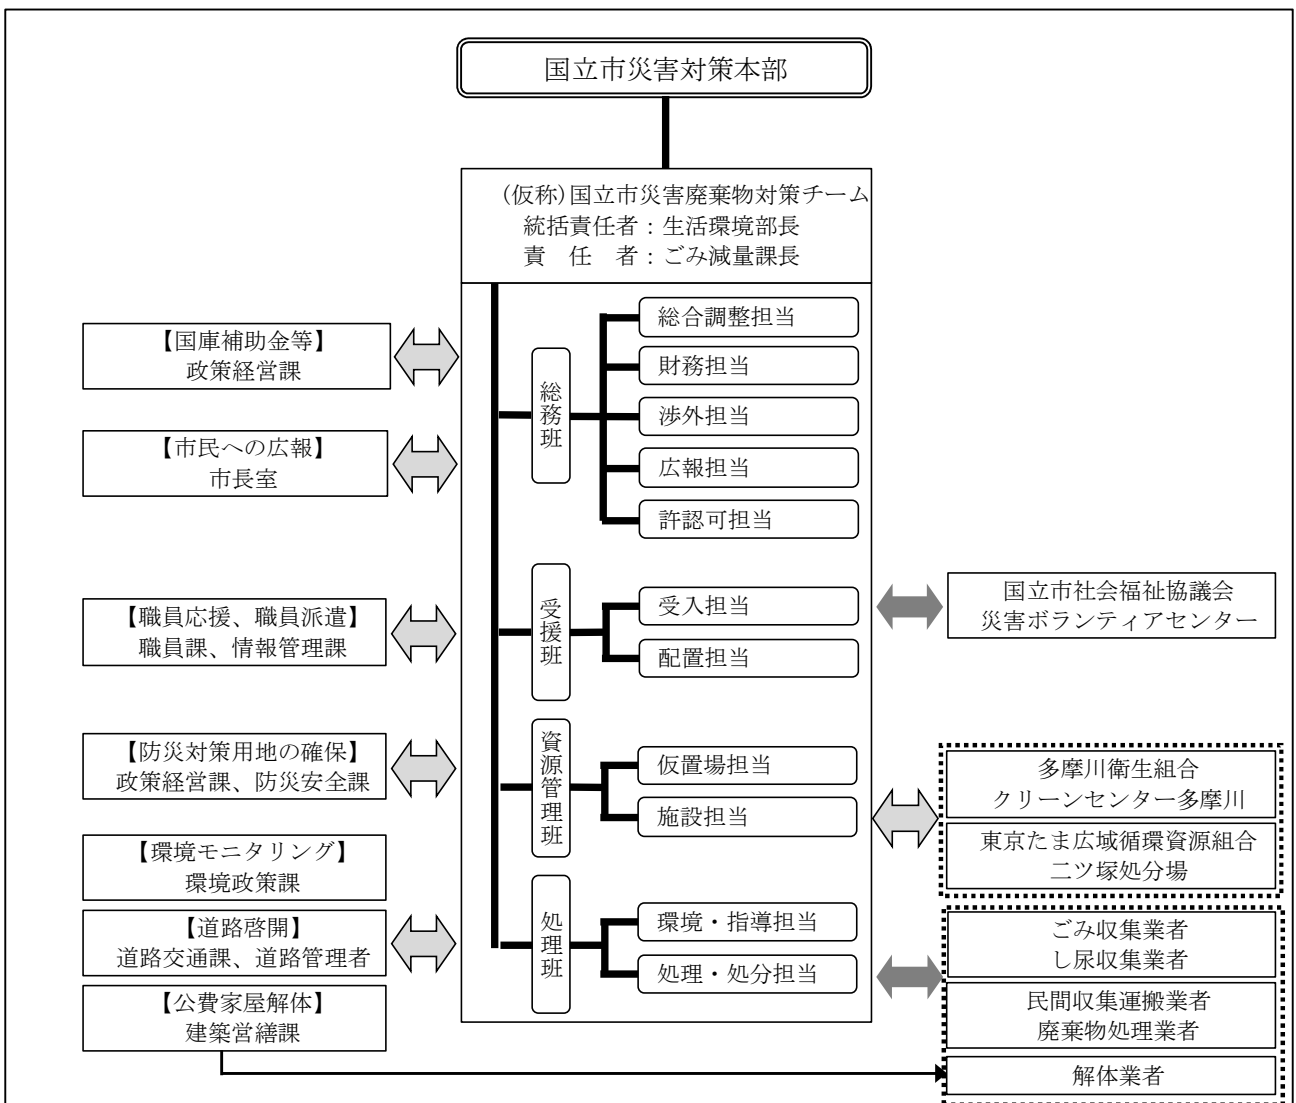 国立市災害対策本部
(仮称)国立市災害廃棄物対策チーム
統括責任者：生活環境部長
責　任　者：ごみ減量課長
【国庫補助金等】
政策経営課
【市民への広報】
市長室
【職員応援、職員派遣】
職員課、情報管理課
【防災対策用地の確保】
政策経営課、防災安全課
【環境モニタリング】
環境政策課
【道路啓開】
道路交通課、道路管理者
【公費家屋解体】
建築営繕課
総務班
総合調整担当
財務担当
渉外担当
広報担当
許認可担当
受援班
受入担当
配置担当
資源管理班
仮置場担当
施設担当
処理班
環境・指導担当
処理・処分担当
国立市社会福祉協議会
災害ボランティアセンター
多摩川衛生組合
クリーンセンター多摩川
東京たま広域循環資源組合
二ツ塚処分場
ごみ収集業者
し尿収集業者
民間収集運搬業者
廃棄物処理業者
解体業者